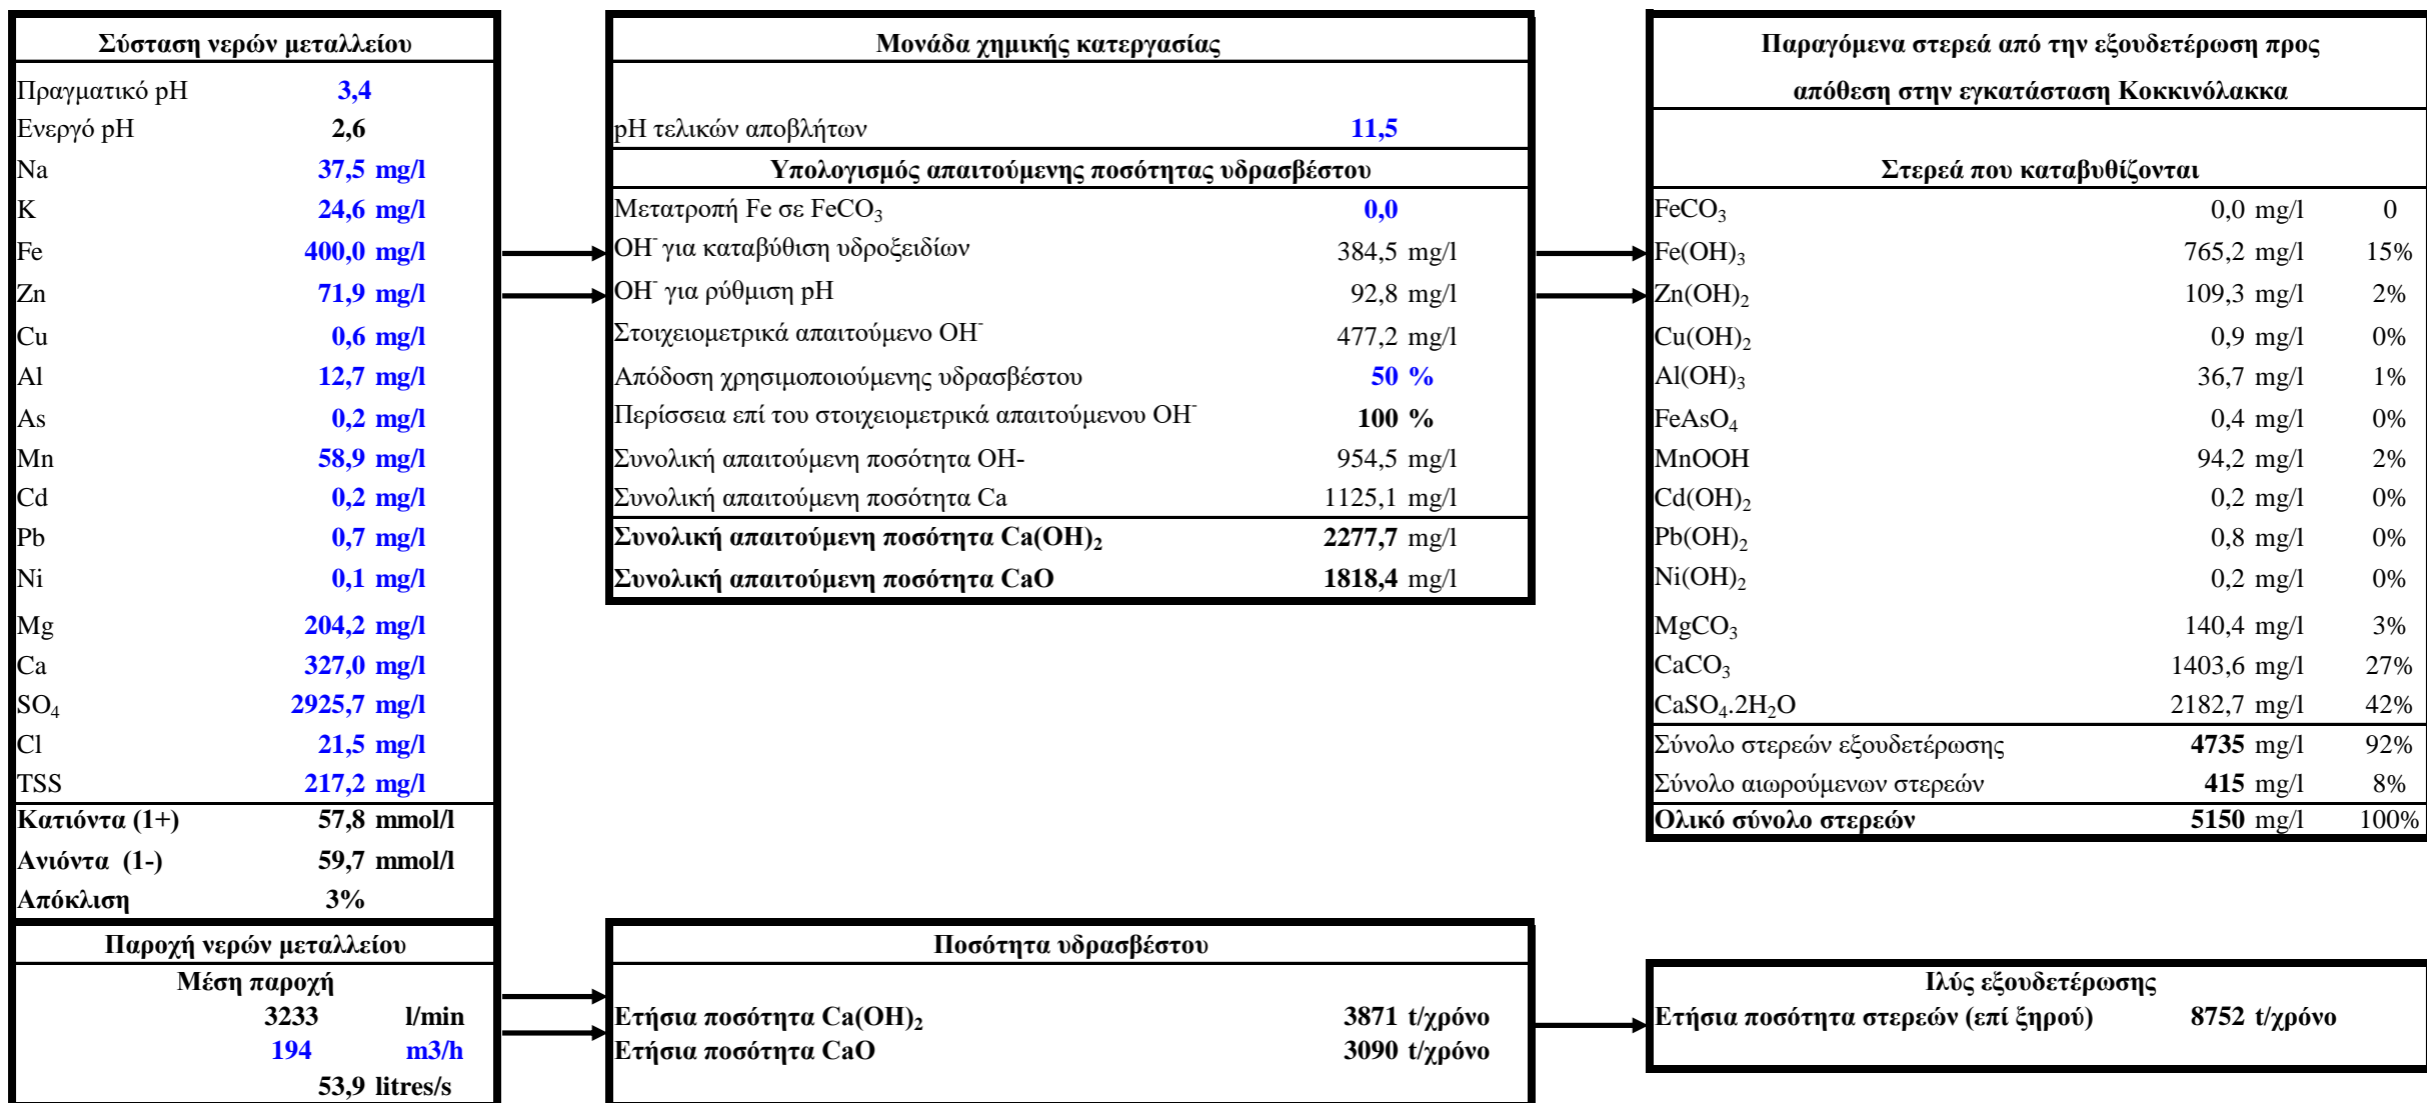 Σύσταση νερών μεταλλείου
Πραγματικό pH 3,4
Ενεργό pH 2,6
Na 37,5 mg/l
K 24,6 mg/l
Fe 400,0 mg/l
Zn 71,9 mg/l
Cu 0,6 mg/l
Al 12,7 mg/l
As 0,2 mg/l
Mn 58,9 mg/l
Cd 0,2 mg/l
Pb 0,7 mg/l
Ni 0,1 mg/l
Mg 204,2 mg/l
Ca 327,0 mg/l
SO₄ 2925,7 mg/l
Cl 21,5 mg/l
TSS 217,2 mg/l
Κατιόντα (1+) 57,8 mmol/l
Ανιόντα (1-) 59,7 mmol/l
Απόκλιση 3%
Παροχή νερών μεταλλείου
Μέση παροχή
3233 l/min
194 m3/h
53,9 litres/s
Μονάδα χημικής κατεργασίας
pH τελικών αποβλήτων 11,5
Υπολογισμός απαιτούμενης ποσότητας υδρασβέστου
Μετατροπή Fe σε FeCO₃ 0,0
OH⁻ για καταβύθιση υδροξειδίων 384,5 mg/l
OH⁻ για ρύθμιση pH 92,8 mg/l
Στοιχειομετρικά απαιτούμενο OH⁻ 477,2 mg/l
Απόδοση χρησιμοποιούμενης υδρασβέστου 50 %
Περίσσεια επί του στοιχειομετρικά απαιτούμενου OH⁻ 100 %
Συνολική απαιτούμενη ποσότητα OH- 954,5 mg/l
Συνολική απαιτούμενη ποσότητα Ca 1125,1 mg/l
Συνολική απαιτούμενη ποσότητα Ca(OH)₂ 2277,7 mg/l
Συνολική απαιτούμενη ποσότητα CaO 1818,4 mg/l
Ποσότητα υδρασβέστου
Ετήσια ποσότητα Ca(OH)₂ 3871 t/χρόνο
Ετήσια ποσότητα CaO 3090 t/χρόνο
Παραγόμενα στερεά από την εξουδετέρωση προς
απόθεση στην εγκατάσταση Κοκκινόλακκα
Στερεά που καταβυθίζονται
FeCO₃ 0,0 mg/l 0
Fe(OH)₃ 765,2 mg/l 15%
Zn(OH)₂ 109,3 mg/l 2%
Cu(OH)₂ 0,9 mg/l 0%
Al(OH)₃ 36,7 mg/l 1%
FeAsO₄ 0,4 mg/l 0%
MnOOH 94,2 mg/l 2%
Cd(OH)₂ 0,2 mg/l 0%
Pb(OH)₂ 0,8 mg/l 0%
Ni(OH)₂ 0,2 mg/l 0%
MgCO₃ 140,4 mg/l 3%
CaCO₃ 1403,6 mg/l 27%
CaSO₄.2H₂O 2182,7 mg/l 42%
Σύνολο στερεών εξουδετέρωσης 4735 mg/l 92%
Σύνολο αιωρούμενων στερεών 415 mg/l 8%
Ολικό σύνολο στερεών 5150 mg/l 100%
Ιλύς εξουδετέρωσης
Ετήσια ποσότητα στερεών (επί ξηρού) 8752 t/χρόνο